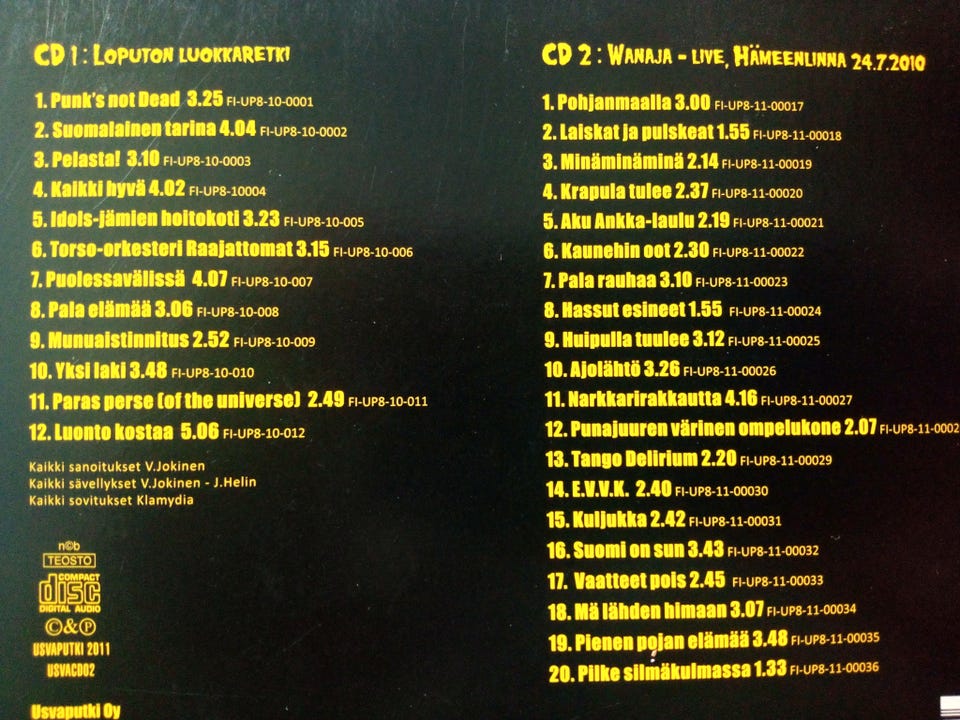 CD 1: Loputon luokkaretki
1. Punk's not Dead 3.25 FI-UP8-10-0001
2. Suomalainen tarina 4.04 FI-UP8-10-0002
3. Pelasta! 3.10 FI-UP8-10-0003
4. Kaikki hyvä 4.02 FI-UP8-10004
5. Idols-jämien hoitokoti 3.23 FI-UP8-10-005
6. Torso-orkesteri Raajattomat 3.15 FI-UP8-10-006
7. Puolessavälissä 4.07 FI-UP8-10-007
8. Pala elämää 3.06 FI-UP8-10-008
9. Munuaistinnitus 2.52 FI-UP8-10-009
10. Yksi laki 3.48 FI-UP8-10-010
11. Paras perse (of the universe) 2.49 FI-UP8-10-011
12. Luonto kostaa 5.06 FI-UP8-10-012
Kaikki sanoitukset V.Jokinen
Kaikki sävellykset V.Jokinen - J.Helin
Kaikki sovitukset Klamydia
n©b
TEOSTO
COMPACT
disc
DIGITAL AUDIO
©&℗
USVAPUTKI 2011
USVACD02
Usvaputki Oy
CD 2: Wanaja - live, Hämeenlinna 24.7.2010
1. Pohjanmaalla 3.00 FI-UP8-11-00017
2. Laiskat ja pulskeat 1.55 FI-UP8-11-00018
3. Minäminäminä 2.14 FI-UP8-11-00019
4. Krapula tulee 2.37 FI-UP8-11-00020
5. Aku Ankka-laulu 2.19 FI-UP8-11-00021
6. Kaunehin oot 2.30 FI-UP8-11-00022
7. Pala rauhaa 3.10 FI-UP8-11-00023
8. Hassut esineet 1.55 FI-UP8-11-00024
9. Huipulla tuulee 3.12 FI-UP8-11-00025
10. Ajolähtö 3.26 FI-UP8-11-00026
11. Narkkarirakkautta 4.16 FI-UP8-11-00027
12. Punajuuren värinen ompelukone 2.07 FI-UP8-11-0002
13. Tango Delirium 2.20 FI-UP8-11-00029
14. E.V.V.K. 2.40 FI-UP8-11-00030
15. Kuljukka 2.42 FI-UP8-11-00031
16. Suomi on sun 3.43 FI-UP8-11-00032
17. Vaatteet pois 2.45 FI-UP8-11-00033
18. Mä lähden himaan 3.07 FI-UP8-11-00034
19. Pienen pojan elämää 3.48 FI-UP8-11-00035
20. Pilke silmäkulmassa 1.33 FI-UP8-11-00036